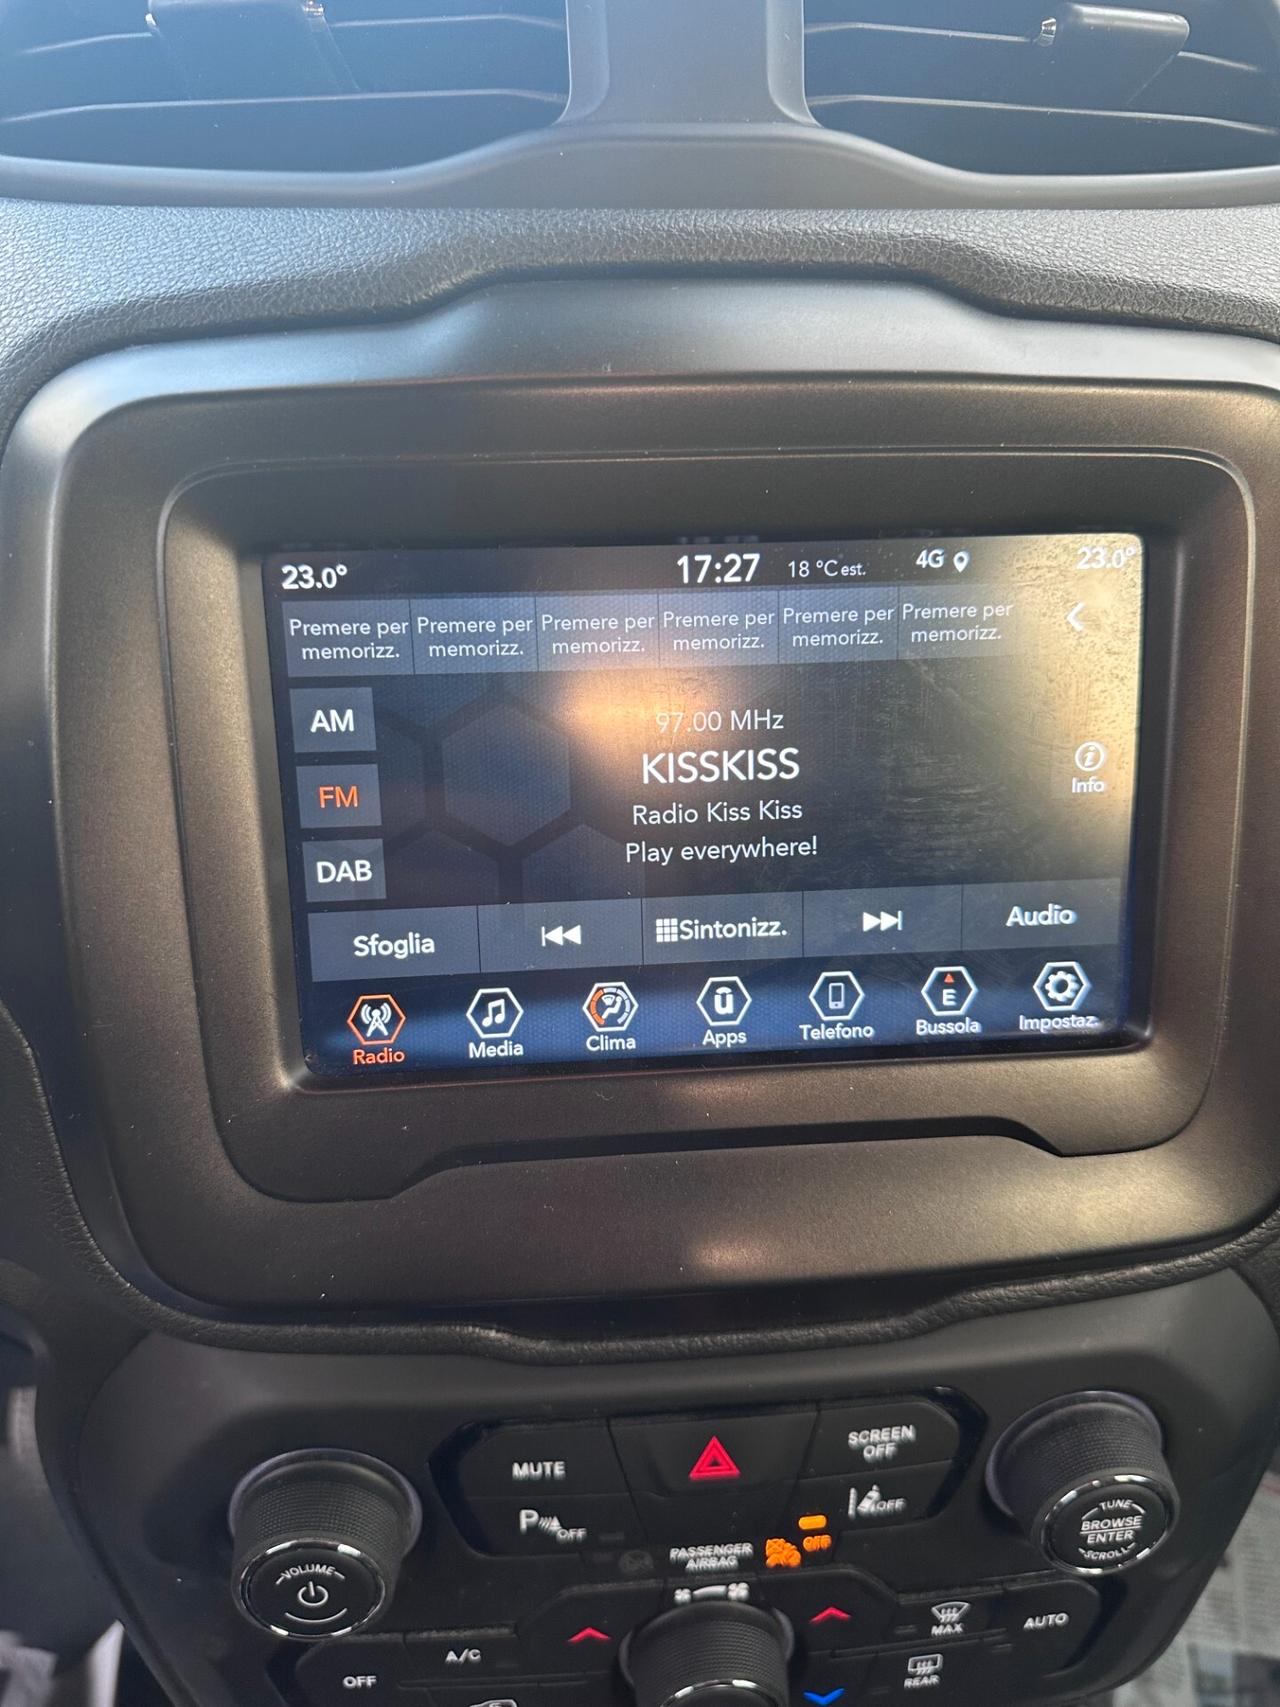 23.0°
17:27
18 °C est.
4G
23.0°
Premere per
memorizz.
Premere per
memorizz.
Premere per
memorizz.
Premere per
memorizz.
Premere per
memorizz.
Premere per
memorizz.
AM
97.00 MHz
KISSKISS
FM
Info
Radio Kiss Kiss
Play everywhere!
DAB
Sfoglia
Sintonizz.
Audio
Radio
Media
Clima
Apps
Telefono
E
Bussola
Impostaz.
MUTE
SCREEN
OFF
P OFF
OFF
PASSENGER
AIRBAG
OFF
VOLUME
TUNE
BROWSE
ENTER
SCROLL
MAX
AUTO
A/C
OFF
REAR